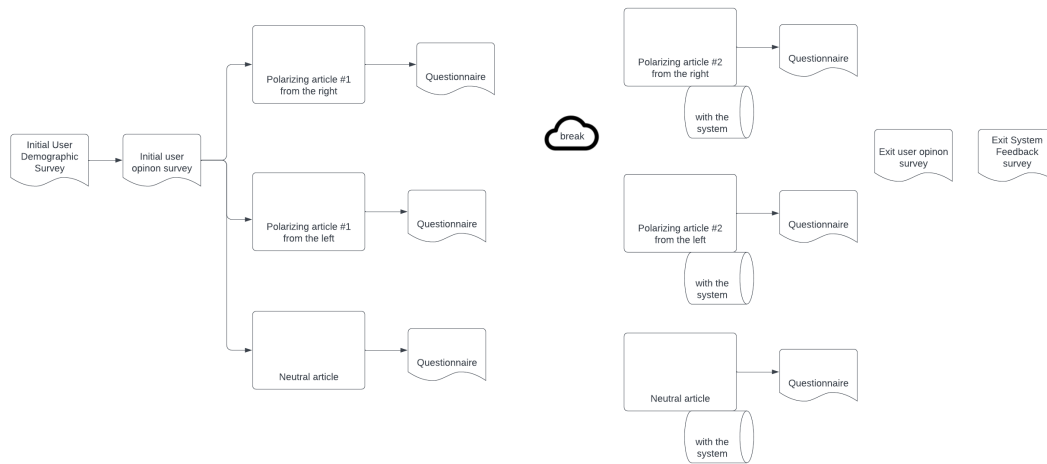 Initial User
Demographic
Survey
Initial user
opinon survey
Polarizing article #1
from the right
Questionnaire
Polarizing article #1
from the left
Questionnaire
Neutral article
Questionnaire
break
Polarizing article #2
from the right
with the
system
Questionnaire
Polarizing article #2
from the left
with the
system
Questionnaire
Neutral article
with the
system
Questionnaire
Exit user opinon
survey
Exit System
Feedback
survey